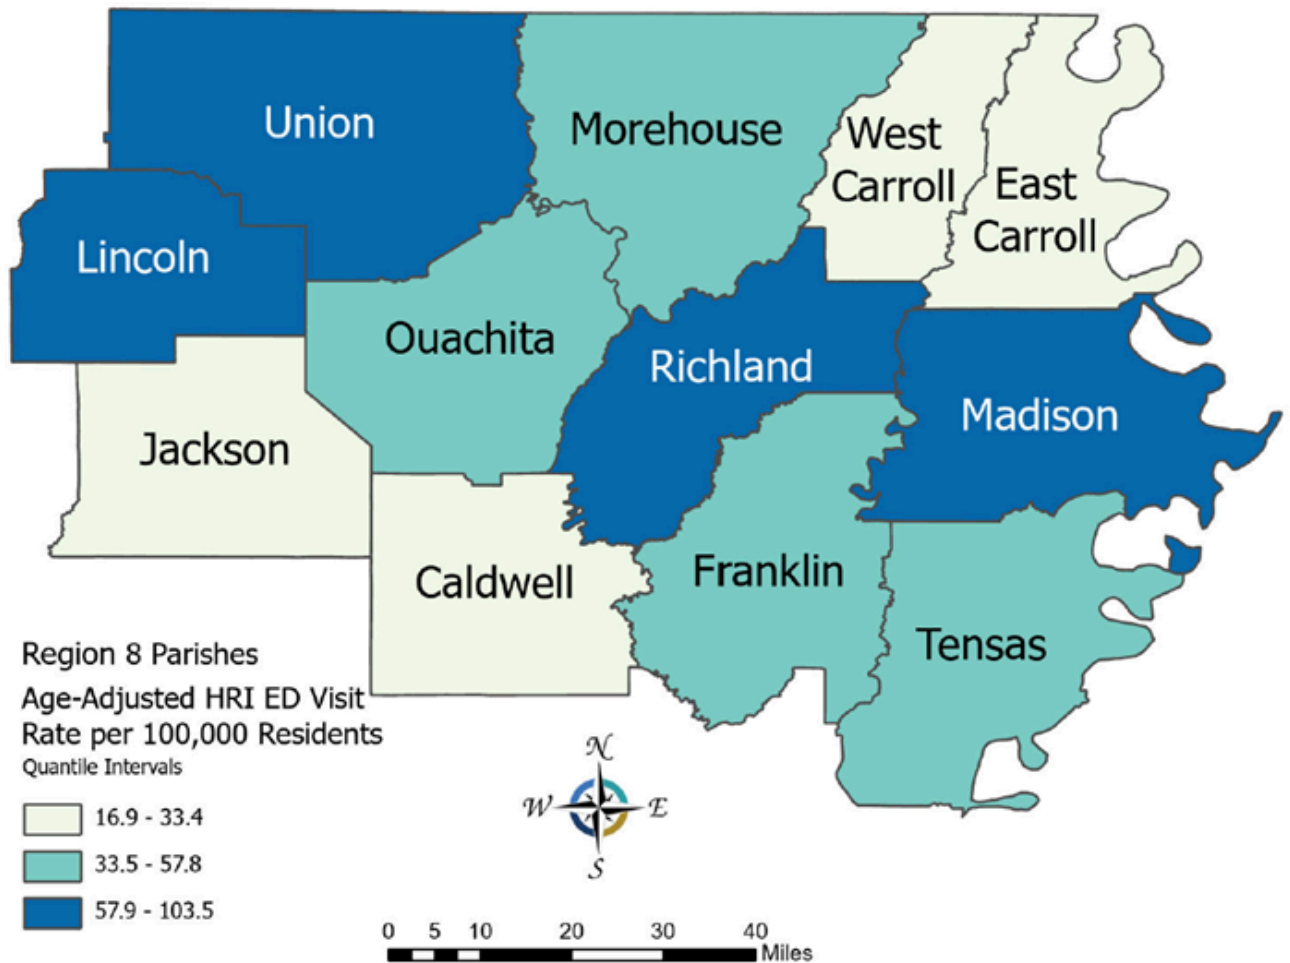 Union
Morehouse
West
Carroll
East
Carroll
Lincoln
Ouachita
Richland
Madison
Jackson
Caldwell
Franklin
Tensas
Region 8 Parishes
Age-Adjusted HRI ED Visit
Rate per 100,000 Residents
Quantile Intervals
16.9 - 33.4
33.5 - 57.8
57.9 - 103.5
N
W E
S
0 5 10 20 30 40
Miles